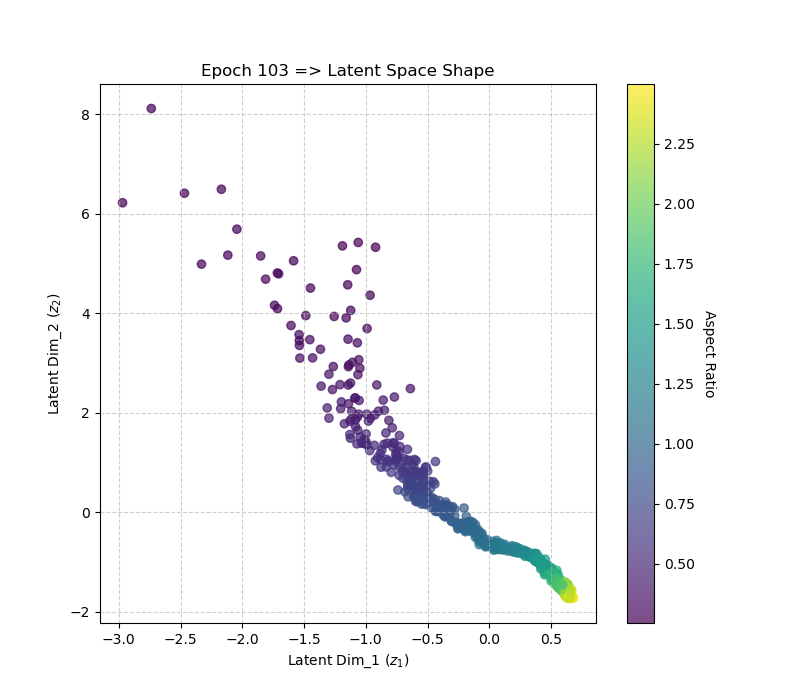 Epoch 103 => Latent Space Shape
8
6
4
2
0
−2
Latent Dim_2 (z₂)
−3.0 −2.5 −2.0 −1.5 −1.0 −0.5 0.0 0.5
Latent Dim_1 (z₁)
2.25
2.00
1.75
1.50
1.25
1.00
0.75
0.50
Aspect Ratio